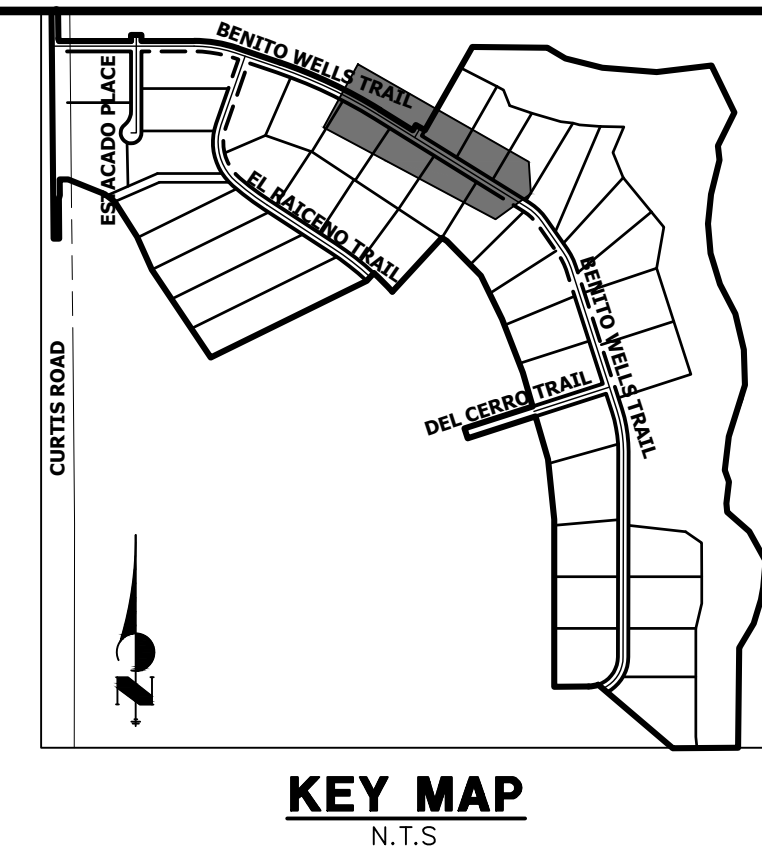 BENITO WELLS TRAIL
ESTACADO PLACE
EL RAICENO TRAIL
BENITO WELLS TRAIL
CURTIS ROAD
DEL CERRO TRAIL
N
KEY MAP
N.T.S